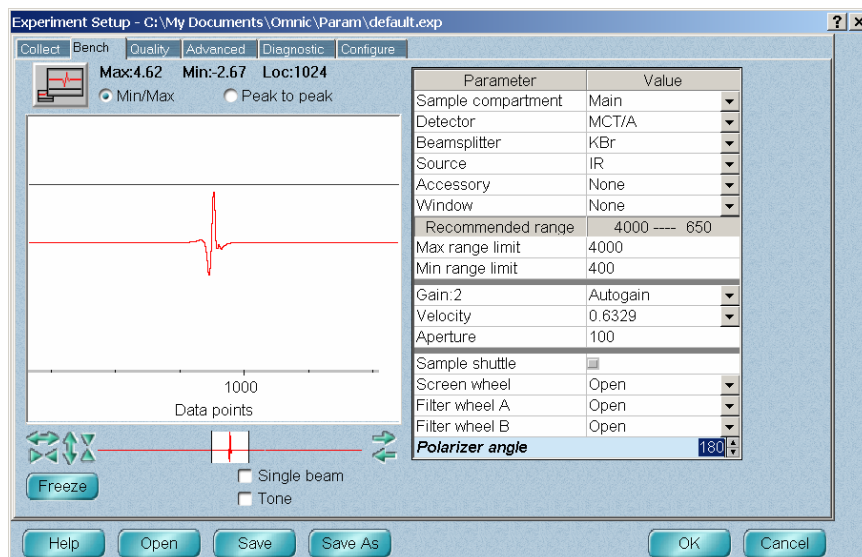 Experiment Setup - C:\My Documents\Omnic\Param\default.exp
Collect Bench Quality Advanced Diagnostic Configure
Max:4.62 Min:-2.67 Loc:1024
Min/Max Peak to peak
1000
Data points
Single beam
Tone
Freeze
Parameter Value
Sample compartment Main
Detector MCT/A
Beamsplitter KBr
Source IR
Accessory None
Window None
Recommended range 4000 ---- 650
Max range limit 4000
Min range limit 400
Gain:2 Autogain
Velocity 0.6329
Aperture 100
Sample shuttle
Screen wheel Open
Filter wheel A Open
Filter wheel B Open
Polarizer angle 180
Help Open Save Save As OK Cancel